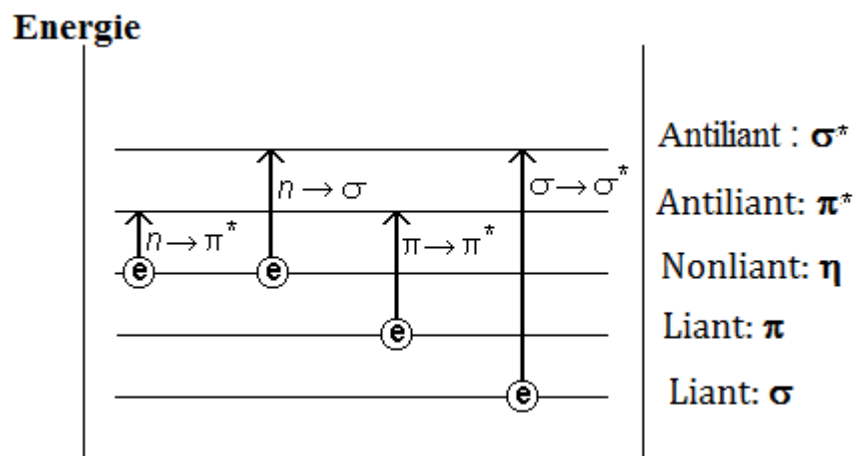 Energie
Antiliant : σ*
n → σ
σ → σ*
Antiliant: π*
n → π*
π → π*
e
e
Nonliant: η
e
Liant: π
e
Liant: σ